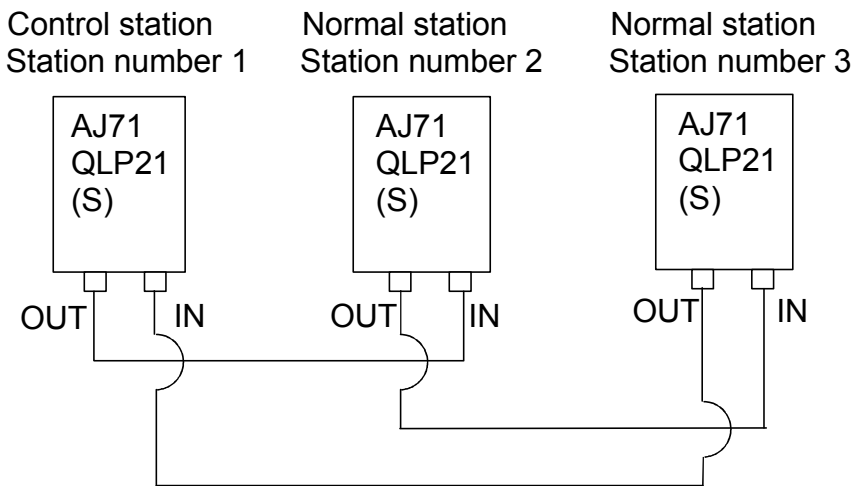 Control station
Station number 1
Normal station
Station number 2
Normal station
Station number 3
AJ71
QLP21
(S)
AJ71
QLP21
(S)
AJ71
QLP21
(S)
OUT
IN
OUT
IN
OUT
IN